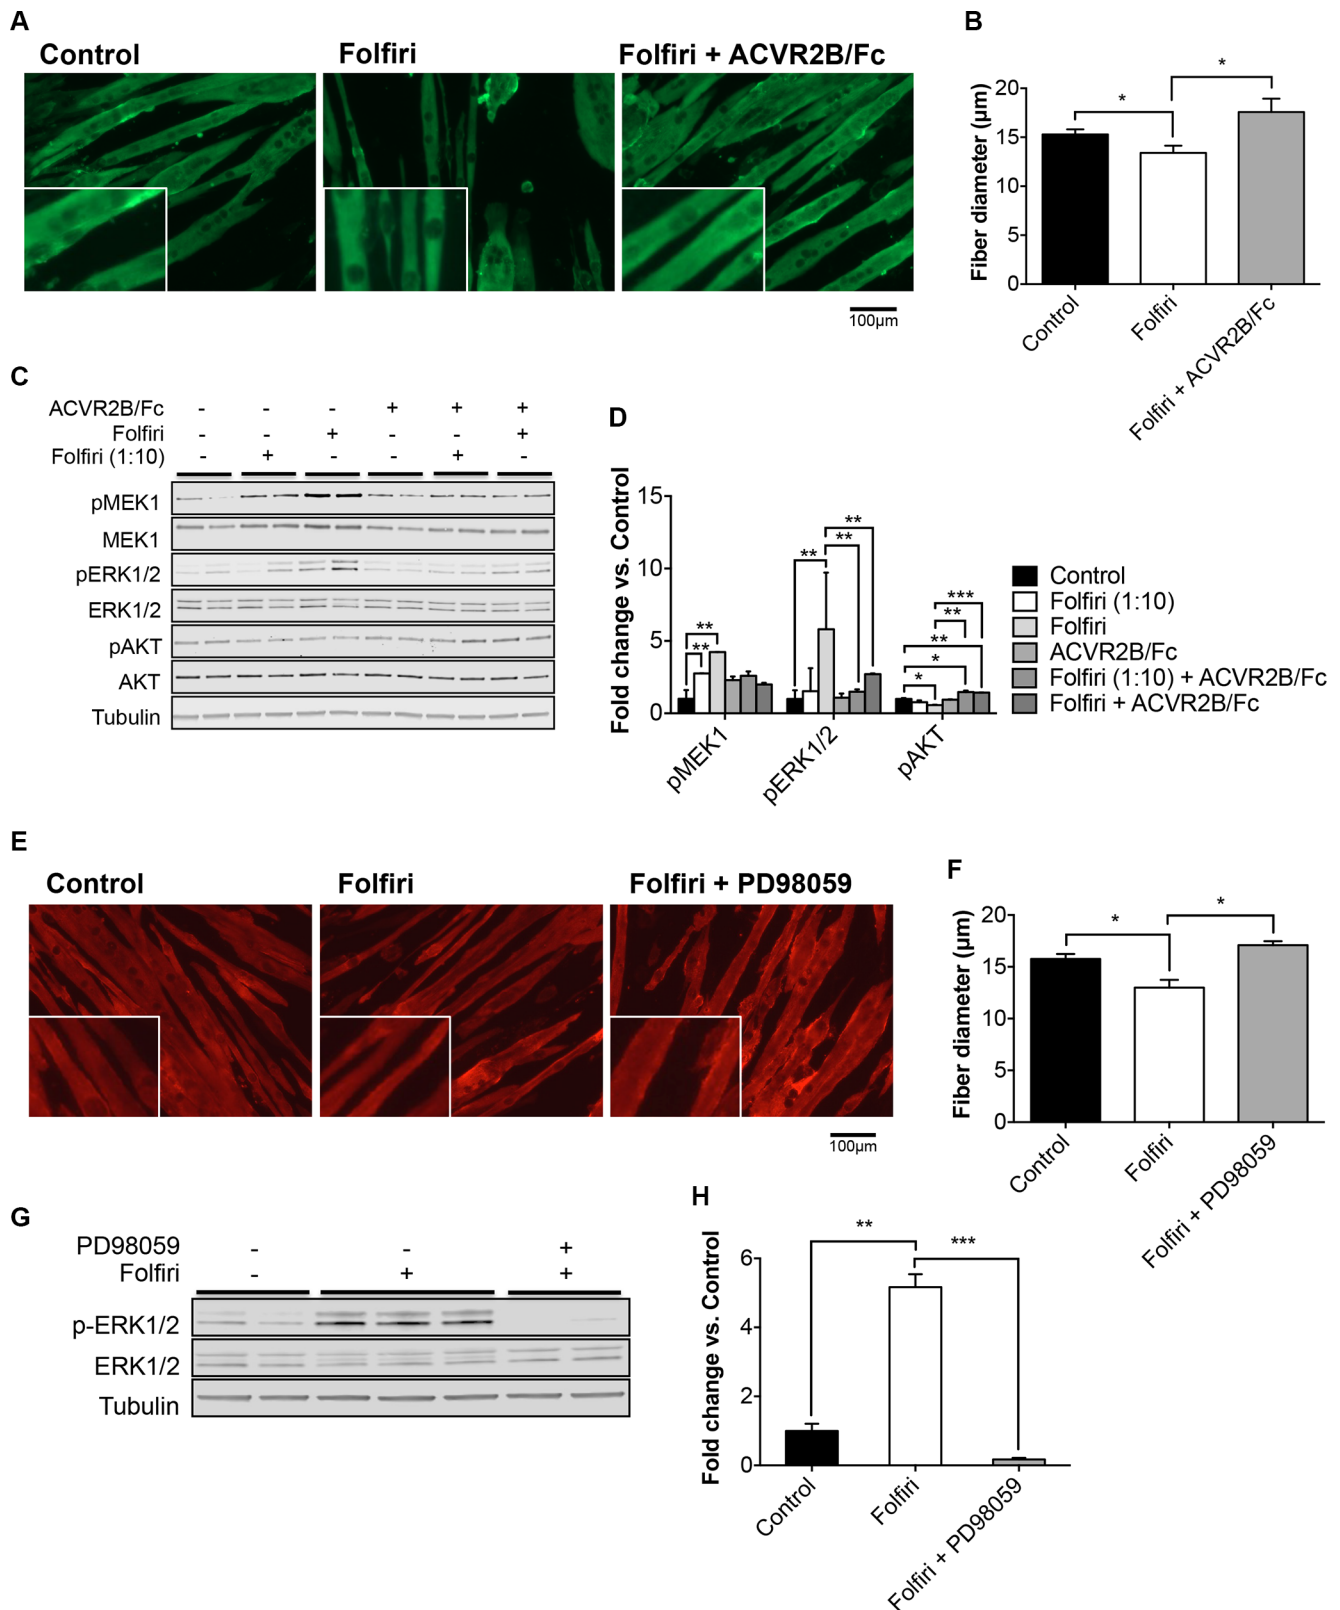 A
Control
Folfiri
Folfiri + ACVR2B/Fc
100µm
B
Fiber diameter (µm)
20
15
10
5
0
*
*
Control
Folfiri
Folfiri + ACVR2B/Fc
C
ACVR2B/Fc - - - + + +
Folfiri - - + - - +
Folfiri (1:10) - + - - + -
pMEK1
MEK1
pERK1/2
ERK1/2
pAKT
AKT
Tubulin
D
Fold change vs. Control
15
10
5
0
**
**
**
**
**
***
**
**
*
*
pMEK1
pERK1/2
pAKT
Control
Folfiri (1:10)
Folfiri
ACVR2B/Fc
Folfiri (1:10) + ACVR2B/Fc
Folfiri + ACVR2B/Fc
E
Control
Folfiri
Folfiri + PD98059
100µm
F
Fiber diameter (µm)
20
15
10
5
0
*
*
Control
Folfiri
Folfiri + PD98059
G
PD98059 - - +
Folfiri - + +
p-ERK1/2
ERK1/2
Tubulin
H
Fold change vs. Control
6
4
2
0
**
***
Control
Folfiri
Folfiri + PD98059